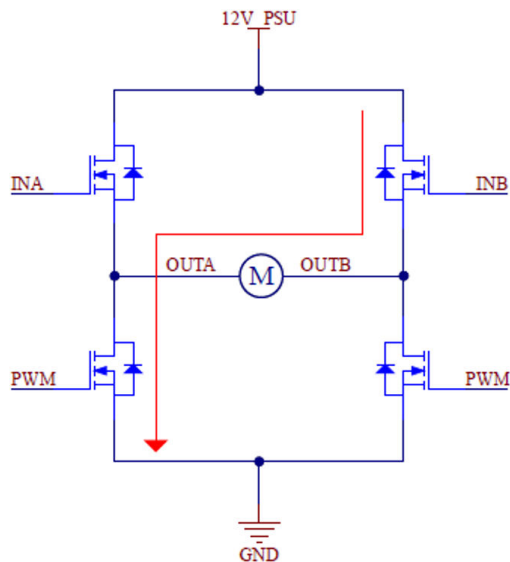 12V_PSU
INA
INB
OUTA
M
OUTB
PWM
PWM
GND